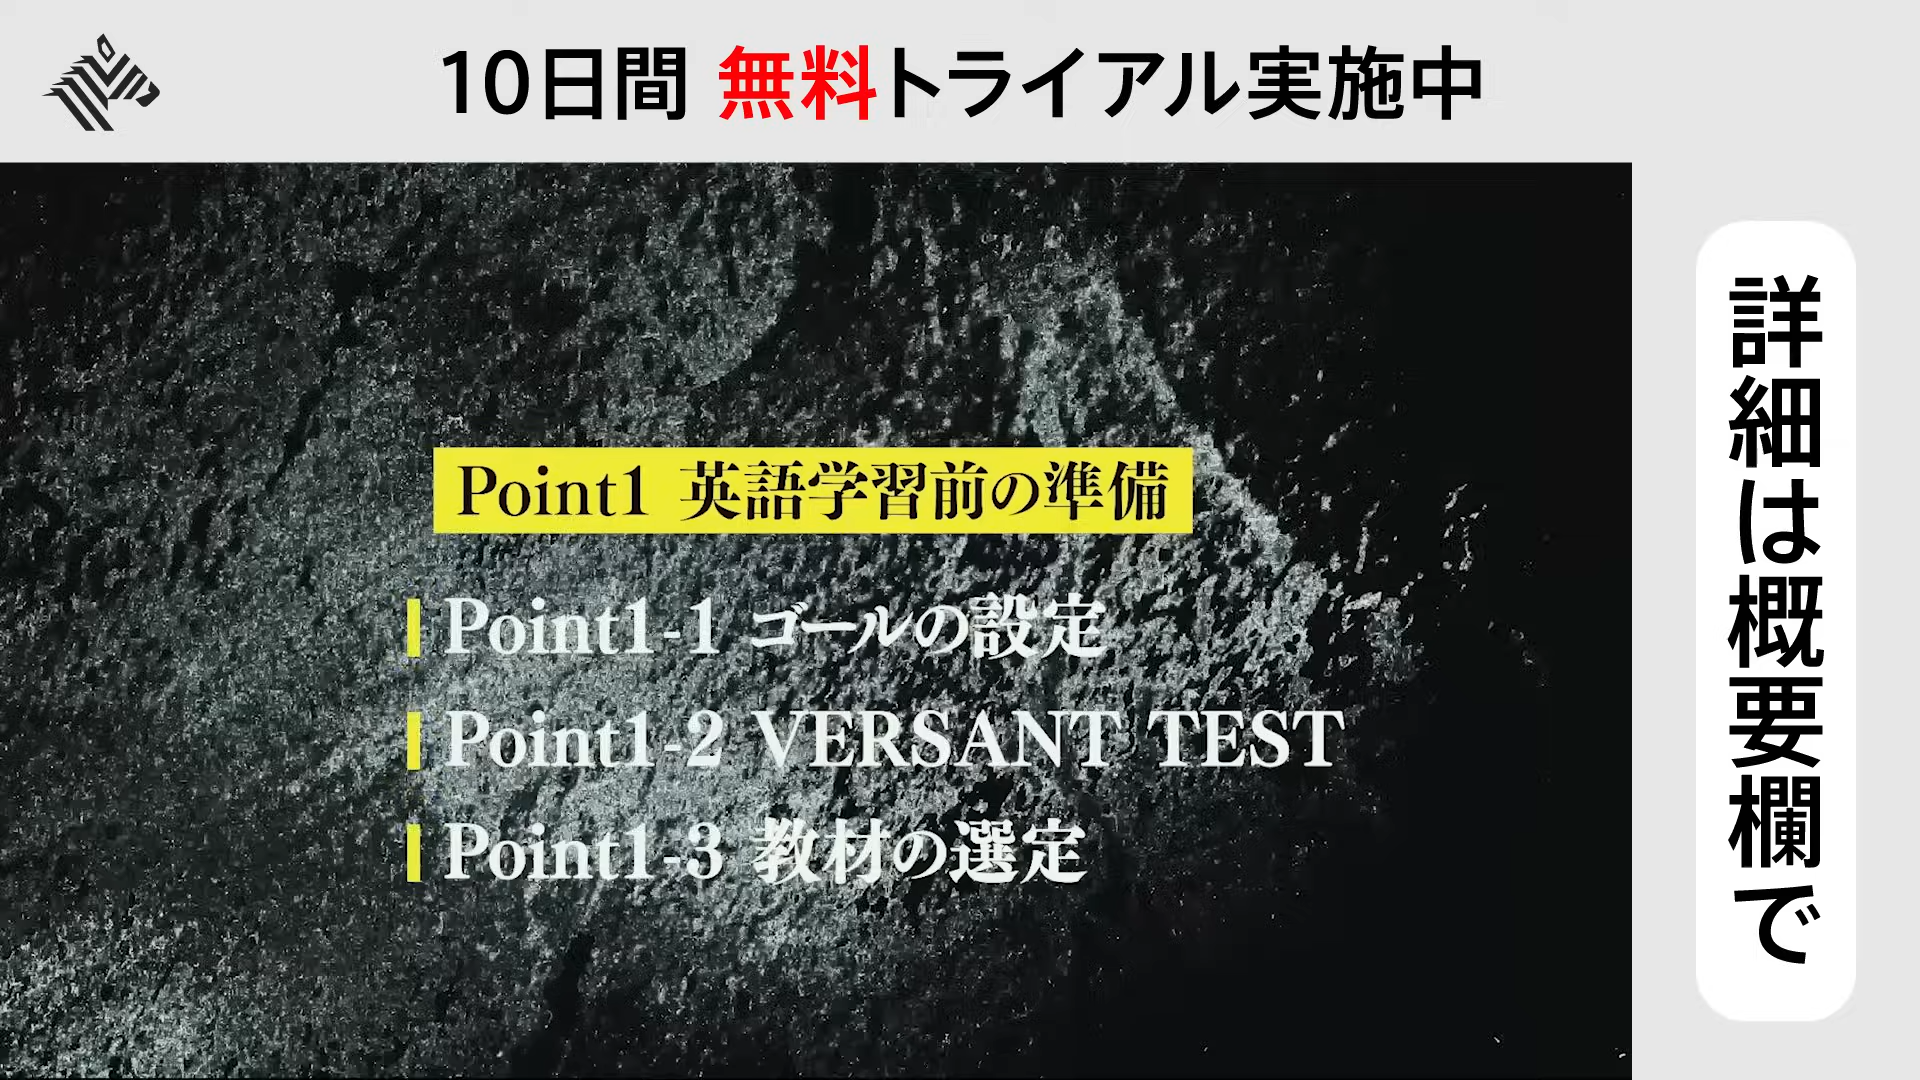 10日間 無料トライアル実施中
Point1 英語学習前の準備
Point1-1 ゴールの設定
Point1-2 VERSANT TEST
Point1-3 教材の選定
詳細は概要欄で